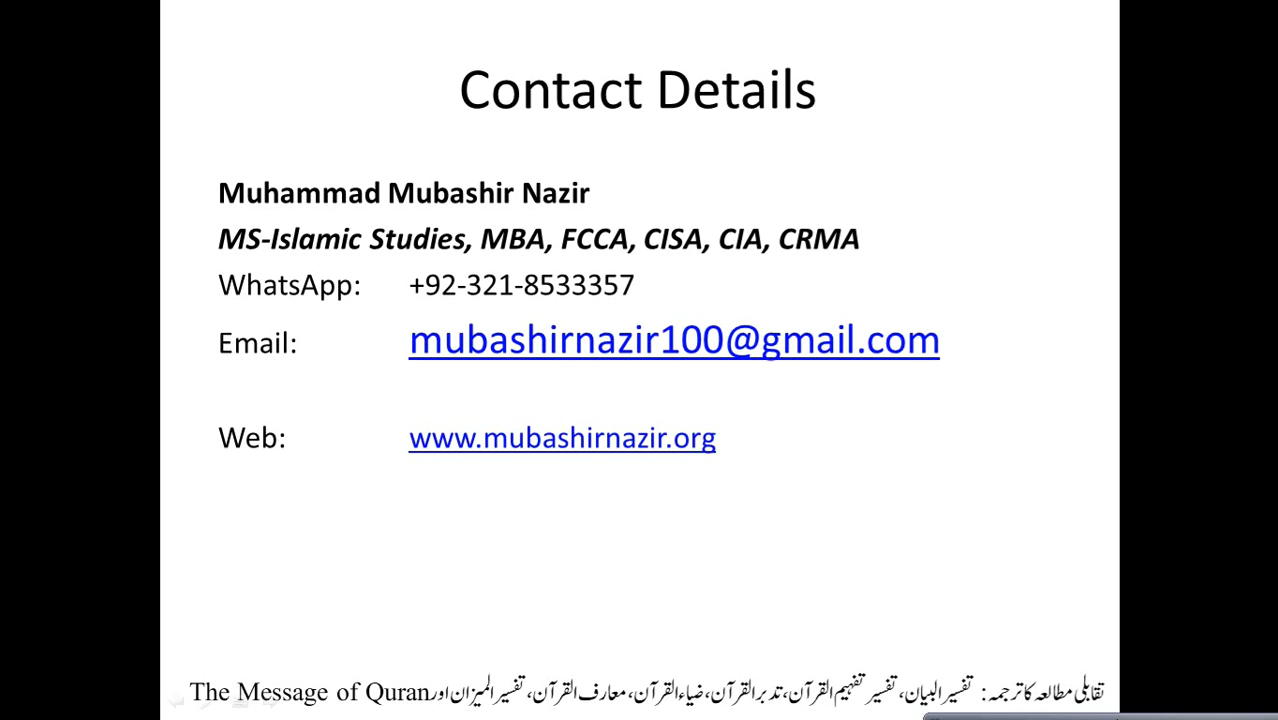 Contact Details
Muhammad Mubashir Nazir
MS-Islamic Studies, MBA, FCCA, CISA, CIA, CRMA
WhatsApp: +92-321-8533357
Email: mubashirnazir100@gmail.com
Web: www.mubashirnazir.org
تقابلی مطالعہ کا ترجمہ: تفسیر البیان، تفسیر تفہیم القرآن، تدبر القرآن، ضیاء القرآن، معارف القرآن، تفسیر المیزان اور The Message of Quran